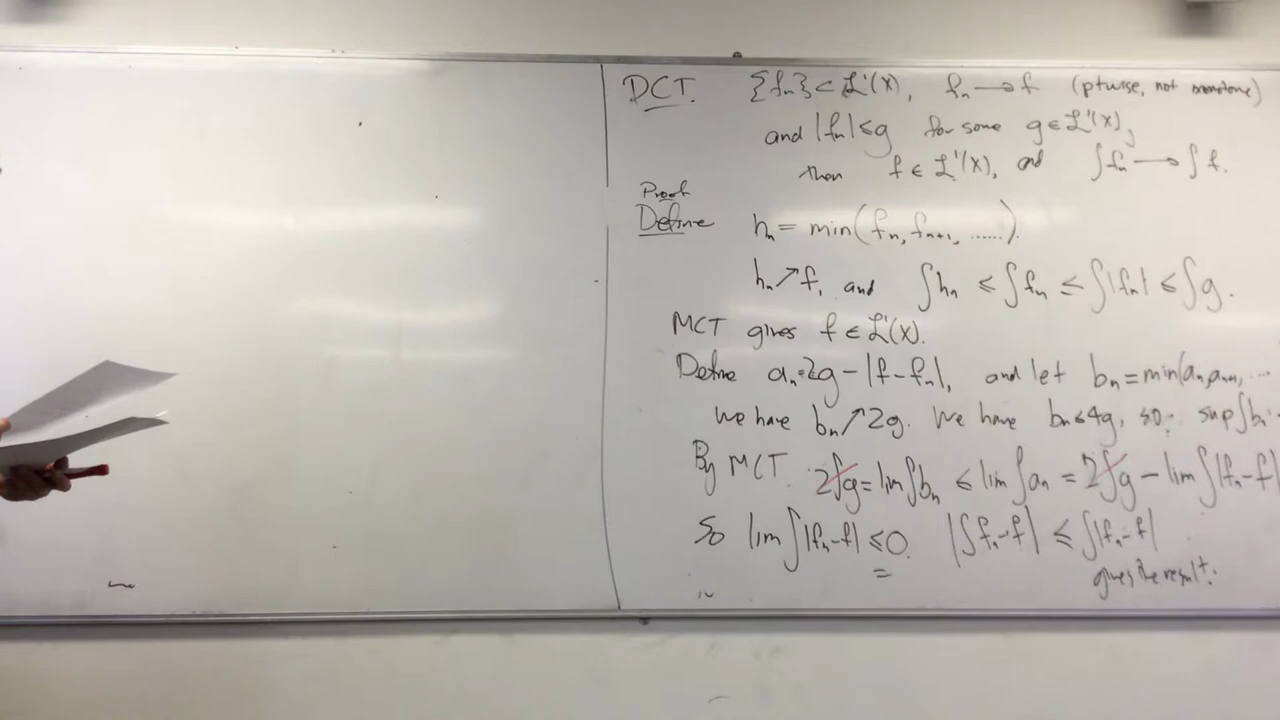 DCT. {fₙ} ⊂ L¹(X), fₙ → f (ptwise, not monotone)
and |fₙ| ≤ g for some g ∈ L¹(X),
then f ∈ L¹(X), and ∫fₙ → ∫f.
Proof
Define hₙ = min(fₙ, fₙ₊₁, ......).
hₙ ↗ f, and ∫hₙ ≤ ∫fₙ ≤ ∫|fₙ| ≤ ∫g.
MCT gives f ∈ L¹(X).
Define aₙ = 2g − |f − fₙ|, and let bₙ = min(aₙ, aₙ₊₁, ...
We have bₙ ↗ 2g. We have bₙ ≤ 4g, so: sup∫bₙ
By MCT. 2∫g = lim∫bₙ ≤ lim∫aₙ = 2∫g − lim∫|fₙ−f|
So lim∫|fₙ−f| ≤ 0. |∫fₙ−f| ≤ ∫|fₙ−f|
gives the result.